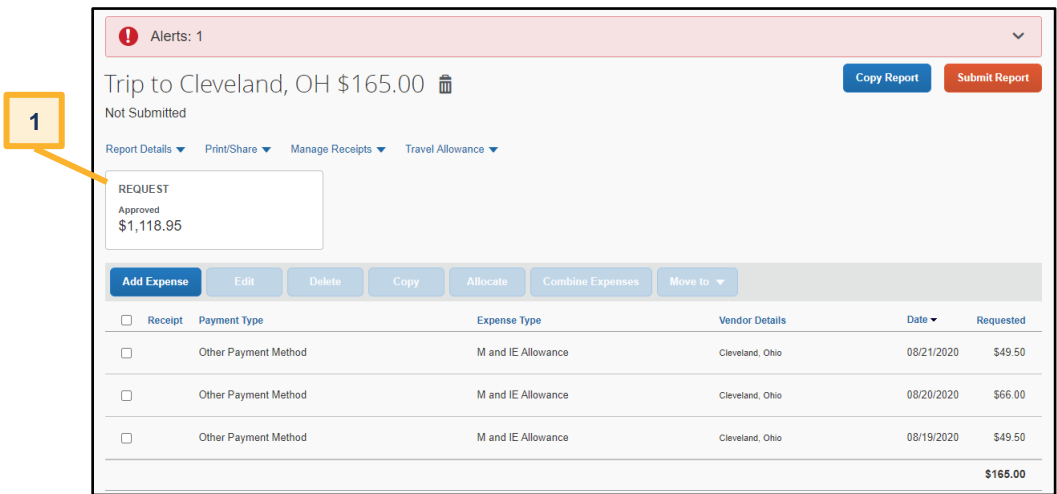 Alerts: 1
Trip to Cleveland, OH $165.00
Copy Report
Submit Report
Not Submitted
1
Report Details Print/Share Manage Receipts Travel Allowance
REQUEST
Approved
$1,118.95
Add Expense Edit Delete Copy Allocate Combine Expenses Move to
Receipt Payment Type Expense Type Vendor Details Date Requested
Other Payment Method M and IE Allowance Cleveland, Ohio 08/21/2020 $49.50
Other Payment Method M and IE Allowance Cleveland, Ohio 08/20/2020 $66.00
Other Payment Method M and IE Allowance Cleveland, Ohio 08/19/2020 $49.50
$165.00